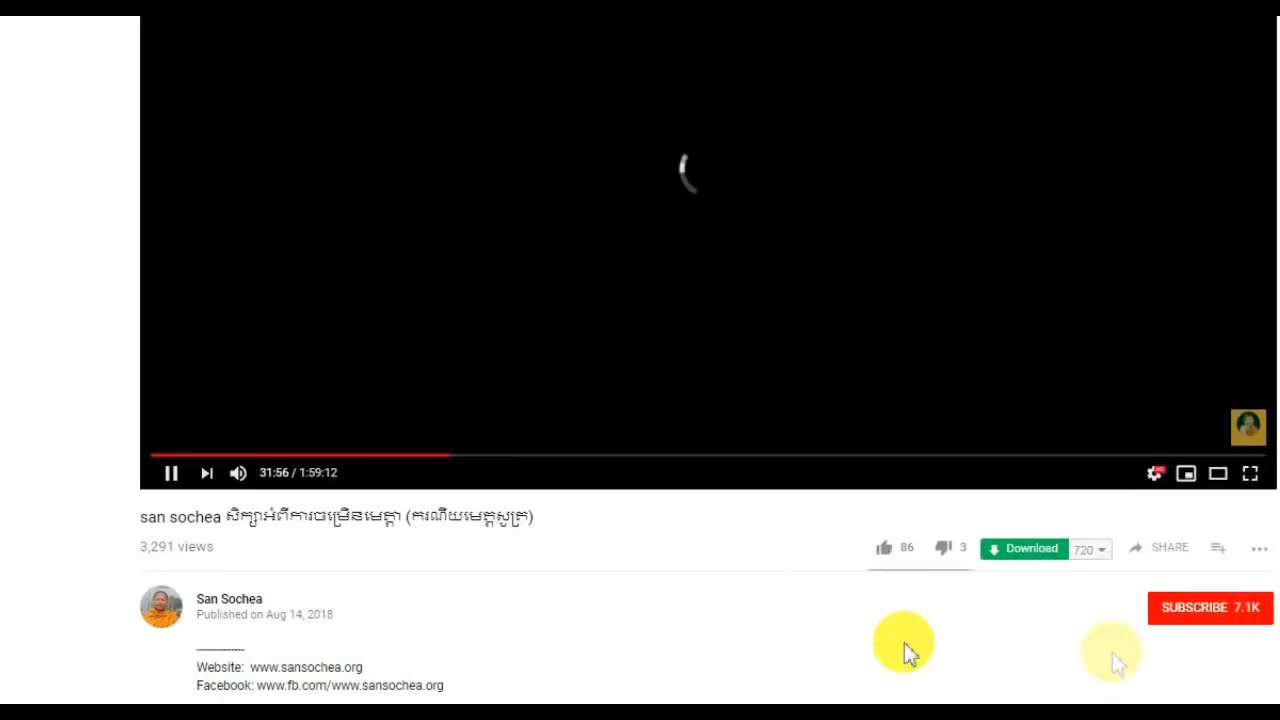 31:56 / 1:59:12
san sochea សិក្សាអំពីការចម្រើនមេត្តា (ករណីយមេត្តសូត្រ)
3,291 views
86 3 Download 720 SHARE
San Sochea
Published on Aug 14, 2018
SUBSCRIBE 7.1K
--------------
Website: www.sansochea.org
Facebook: www.fb.com/www.sansochea.org